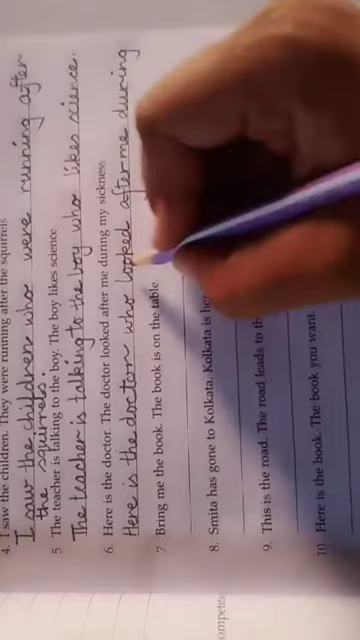 4. I saw the children. They were running after the squirrels
I saw the children who were running after
the squirrels.
5 The teacher is talking to the boy. The boy likes science
The teacher is talking to the boy who likes science.
6. Here is the doctor. The doctor looked after me during my sickness
Here is the doctor who looked after me during
7. Bring me the book. The book is on the table.
8. Smita has gone to Kolkata. Kolkata is her
9. This is the road. The road leads to th
10. Here is the book. The book you want.